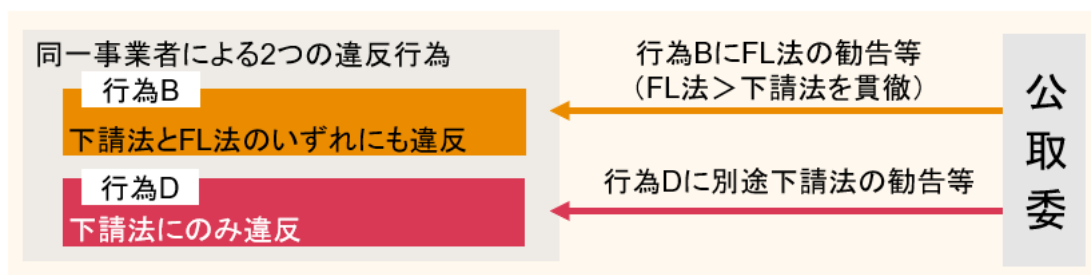 同一事業者による2つの違反行為
行為B
下請法とFL法のいずれにも違反
行為D
下請法にのみ違反
行為BにFL法の勧告等
（FL法＞下請法を貫徹）
行為Dに別途下請法の勧告等
公取委